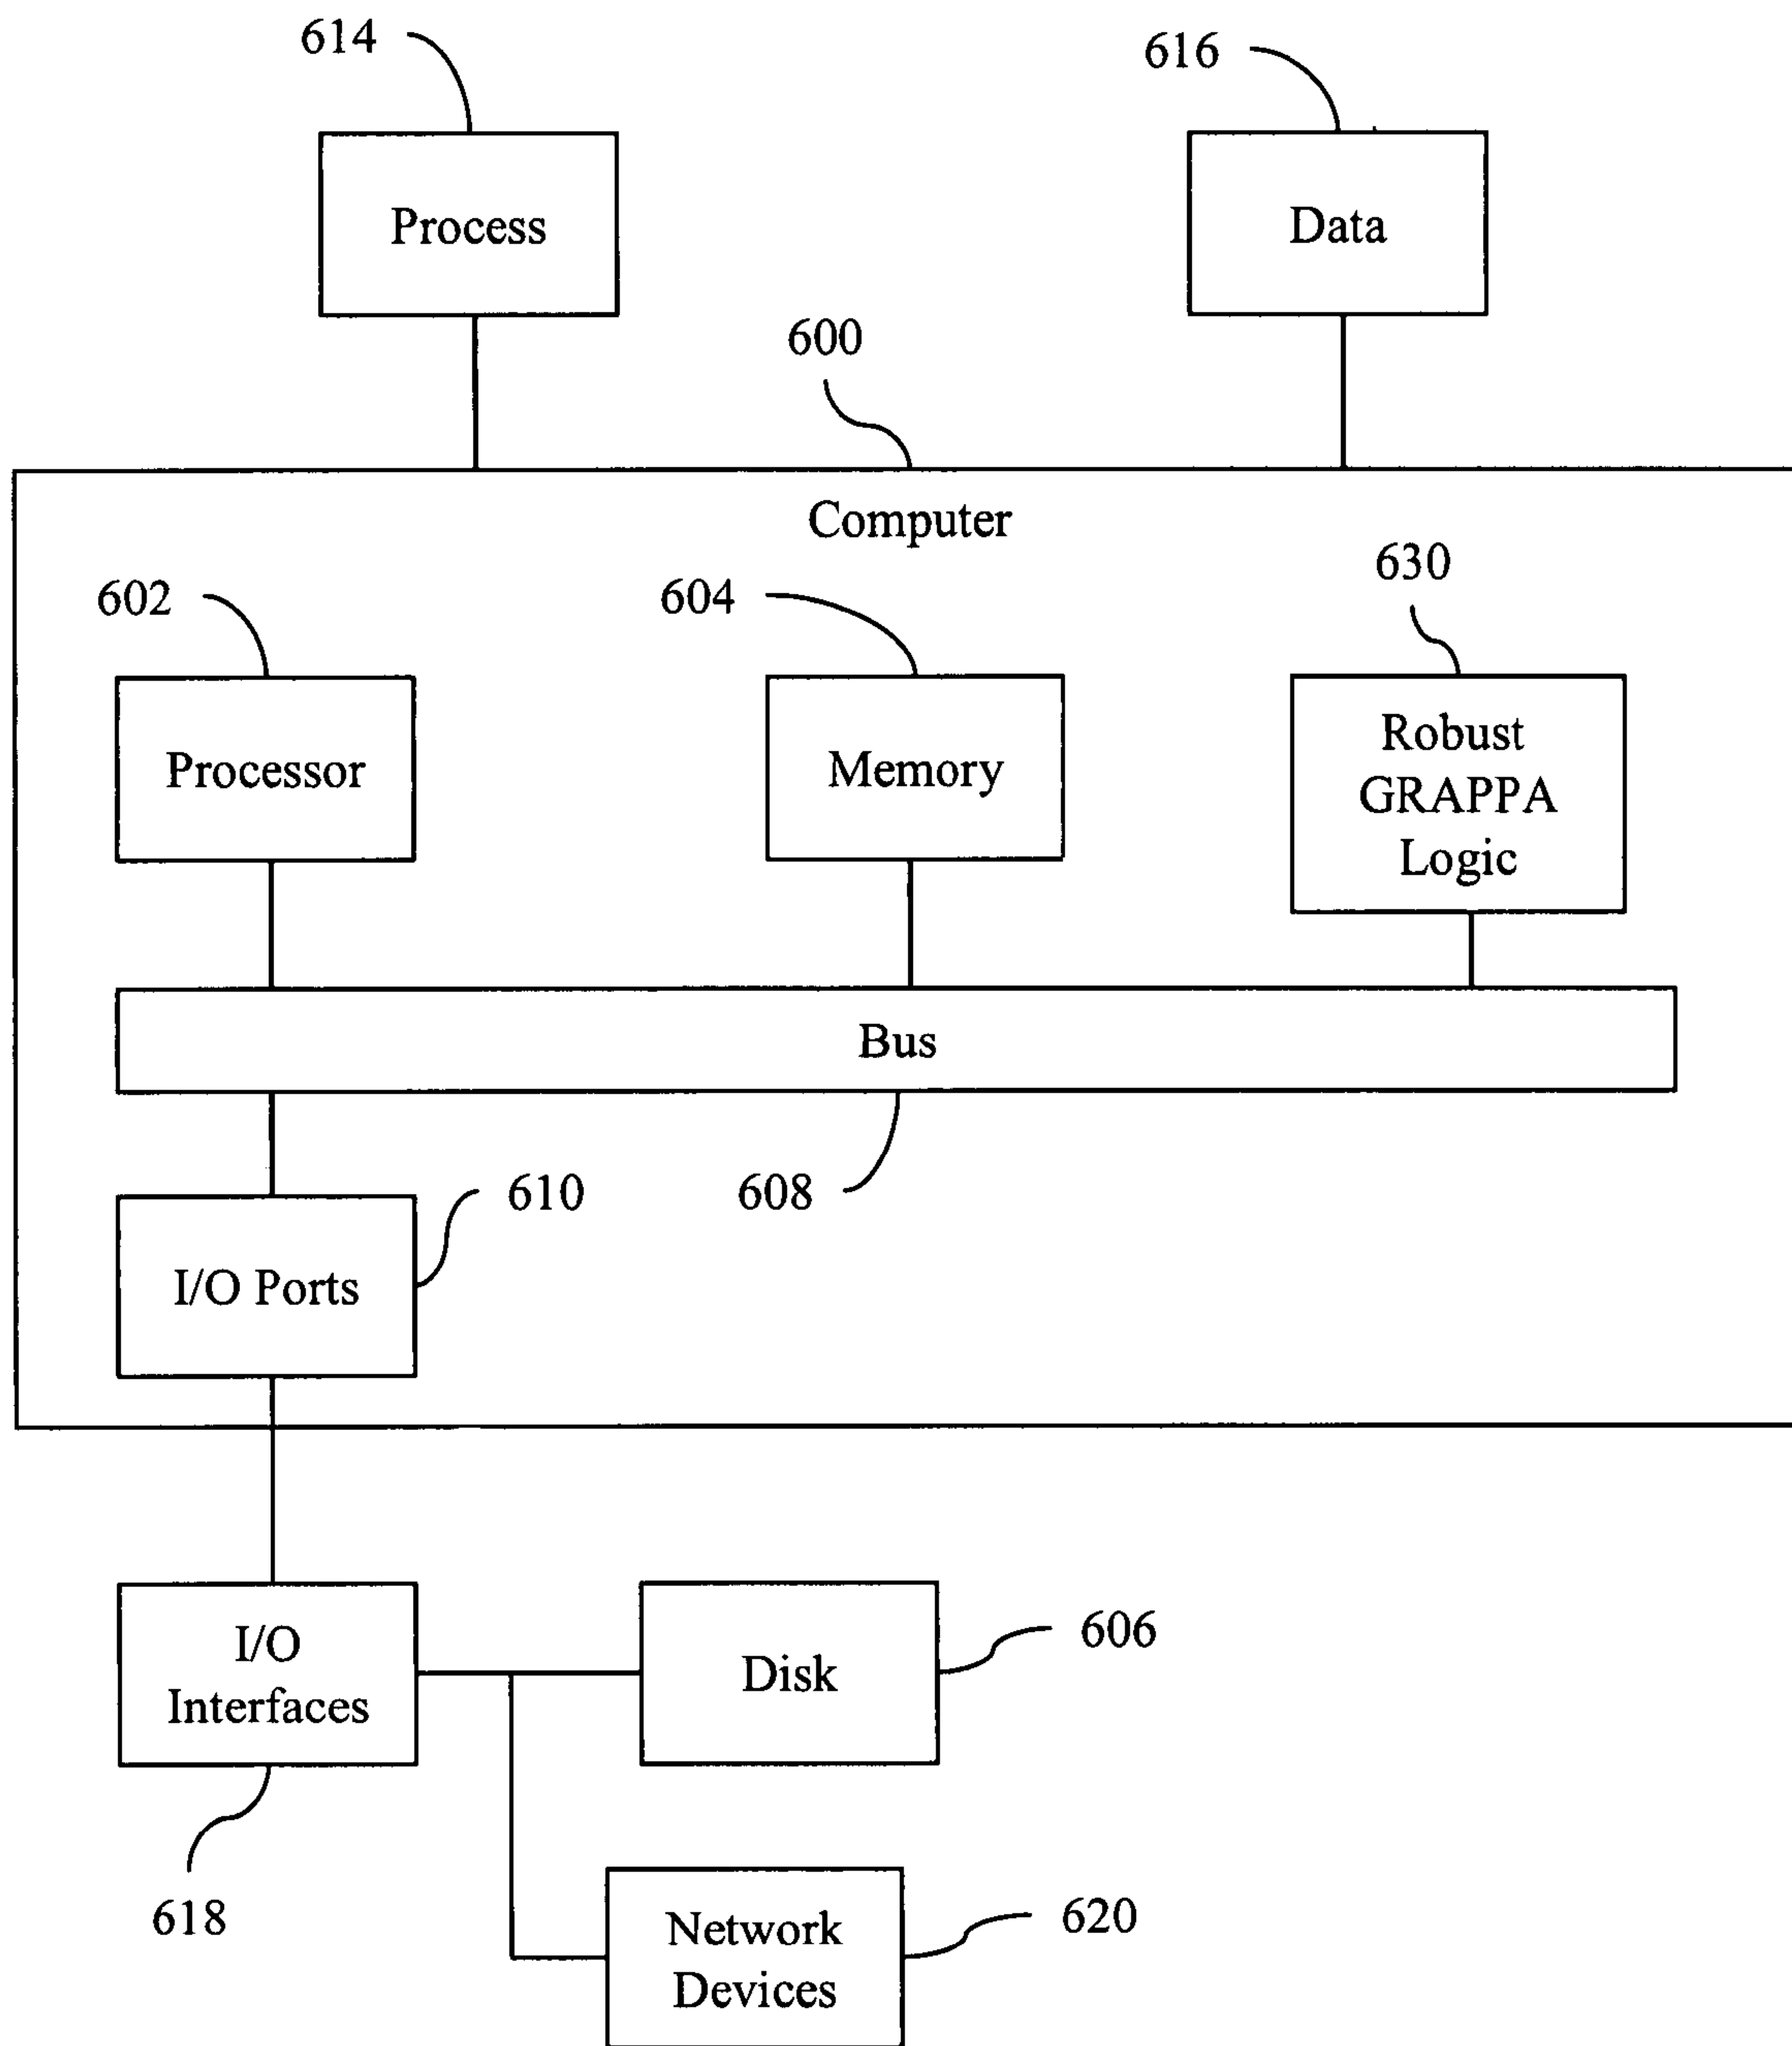 614
616
Process
Data
600
Computer
602
604
630
Processor
Memory
Robust
GRAPPA
Logic
Bus
610
608
I/O Ports
I/O
Interfaces
Disk
606
618
Network
Devices
620